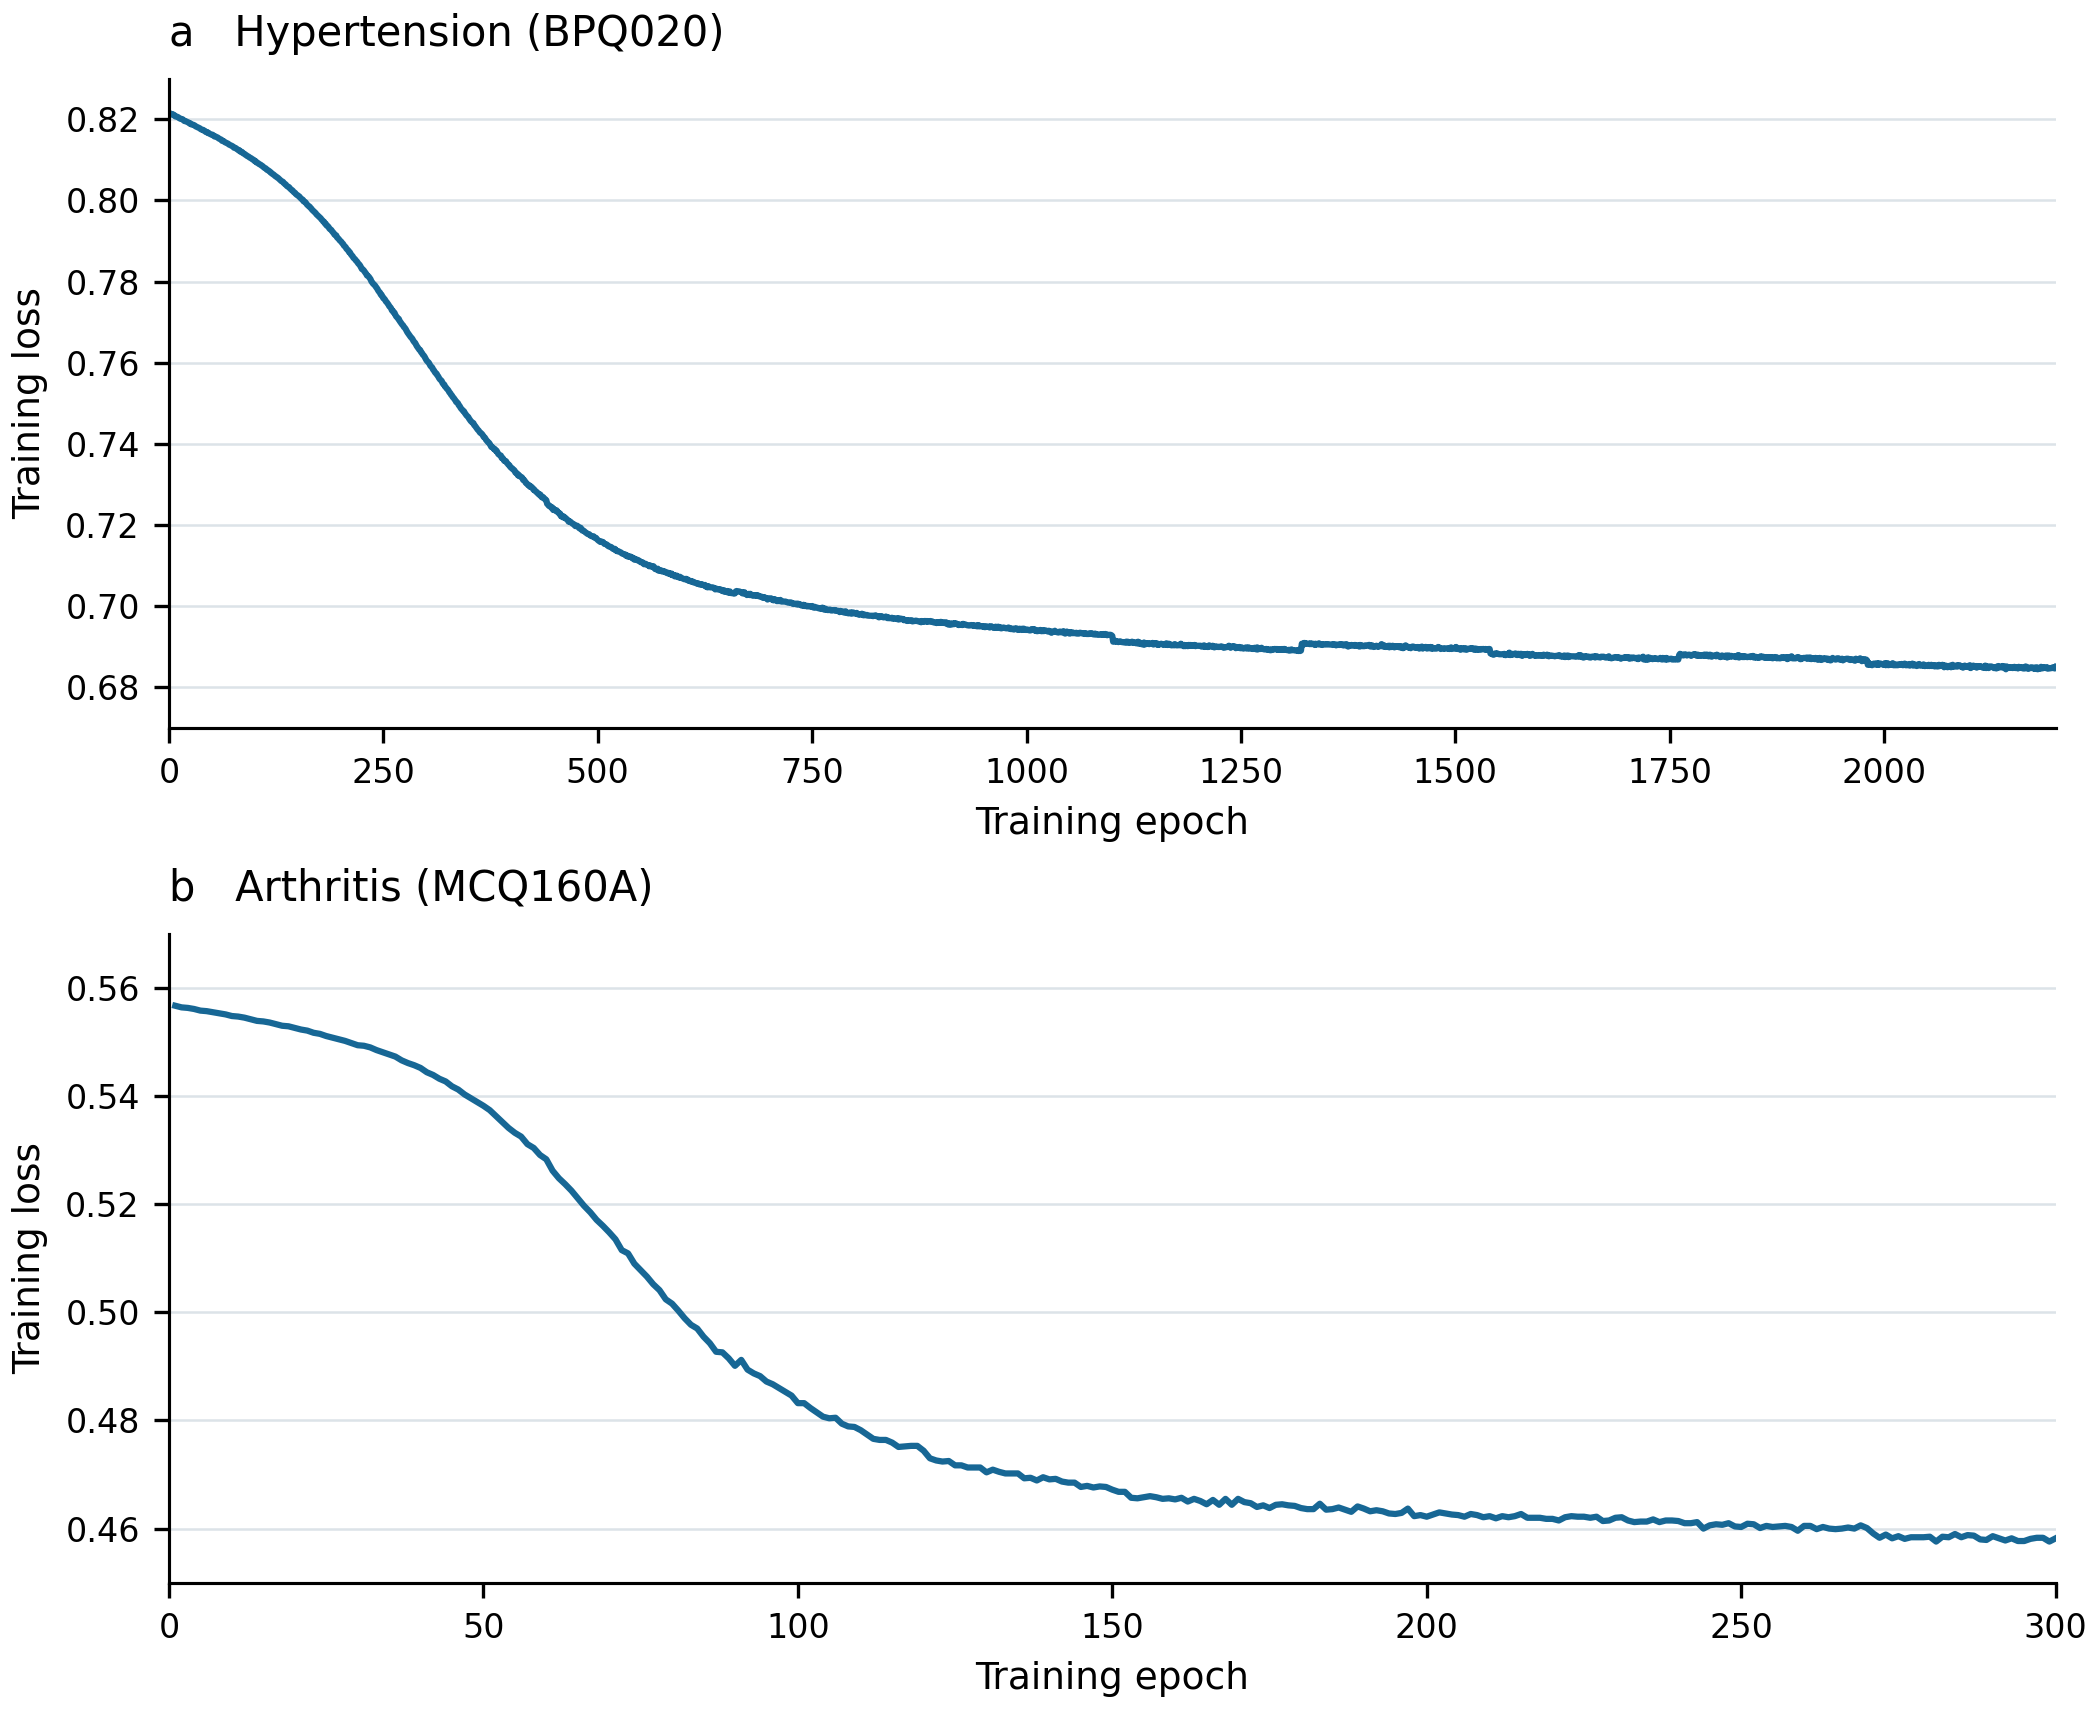 a Hypertension (BPQ020)
Training loss
0.82
0.80
0.78
0.76
0.74
0.72
0.70
0.68
0 250 500 750 1000 1250 1500 1750 2000
Training epoch
b Arthritis (MCQ160A)
Training loss
0.56
0.54
0.52
0.50
0.48
0.46
0 50 100 150 200 250 300
Training epoch